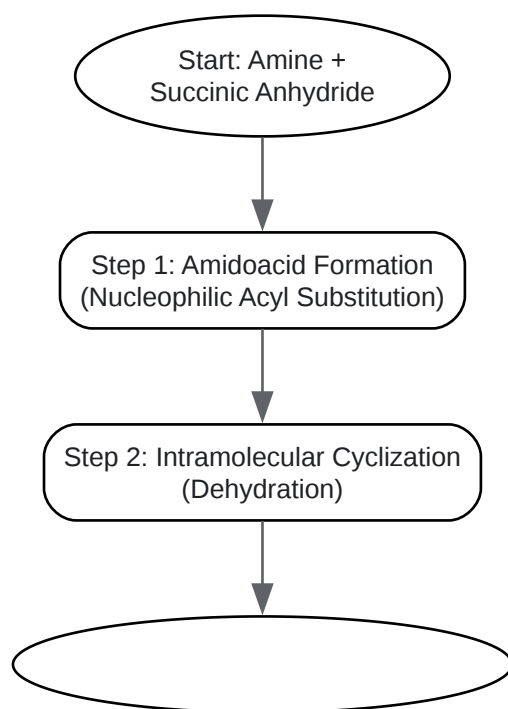 Start: Amine +
Succinic Anhydride
Step 1: Amidoacid Formation
(Nucleophilic Acyl Substitution)
Step 2: Intramolecular Cyclization
(Dehydration)